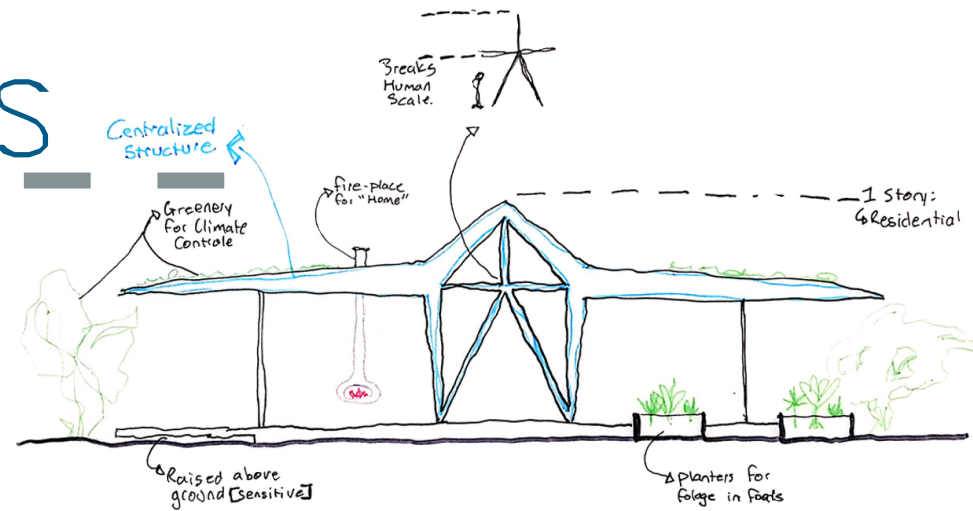 S
Breaks
Human
Scale.
Centralized
Structure
Greenery
for Climate
Controle
fire-place
for "Home"
1 Story:
↳Residential
Raised above
ground [sensitive]
planters for
folage in